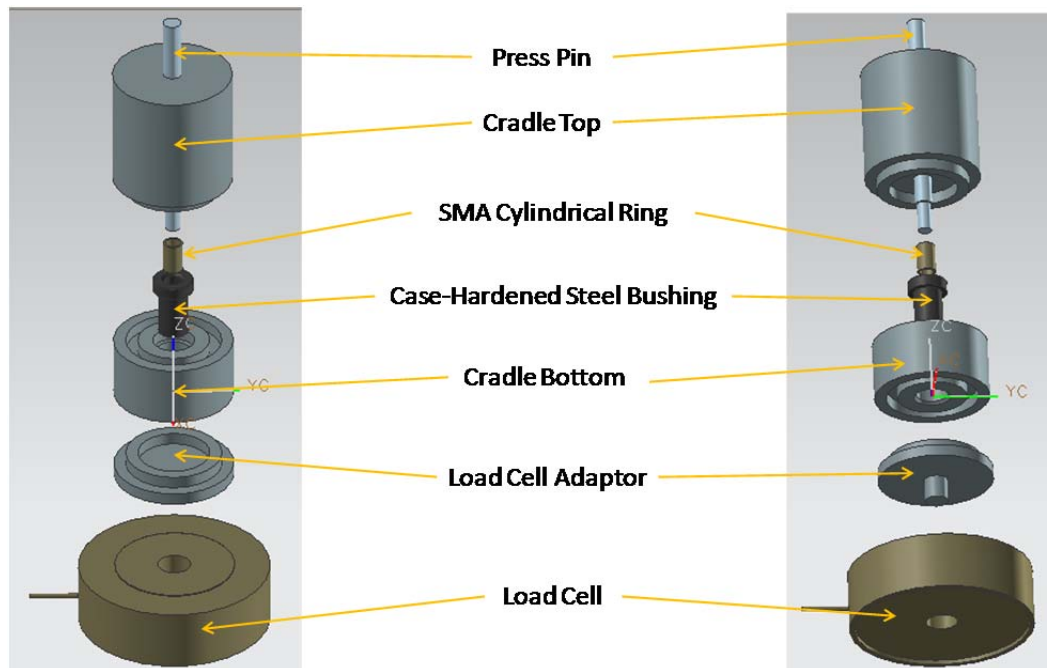 Press Pin
Cradle Top
SMA Cylindrical Ring
Case-Hardened Steel Bushing
ZC
ZC
Cradle Bottom
YC
YC
Load Cell Adaptor
Load Cell